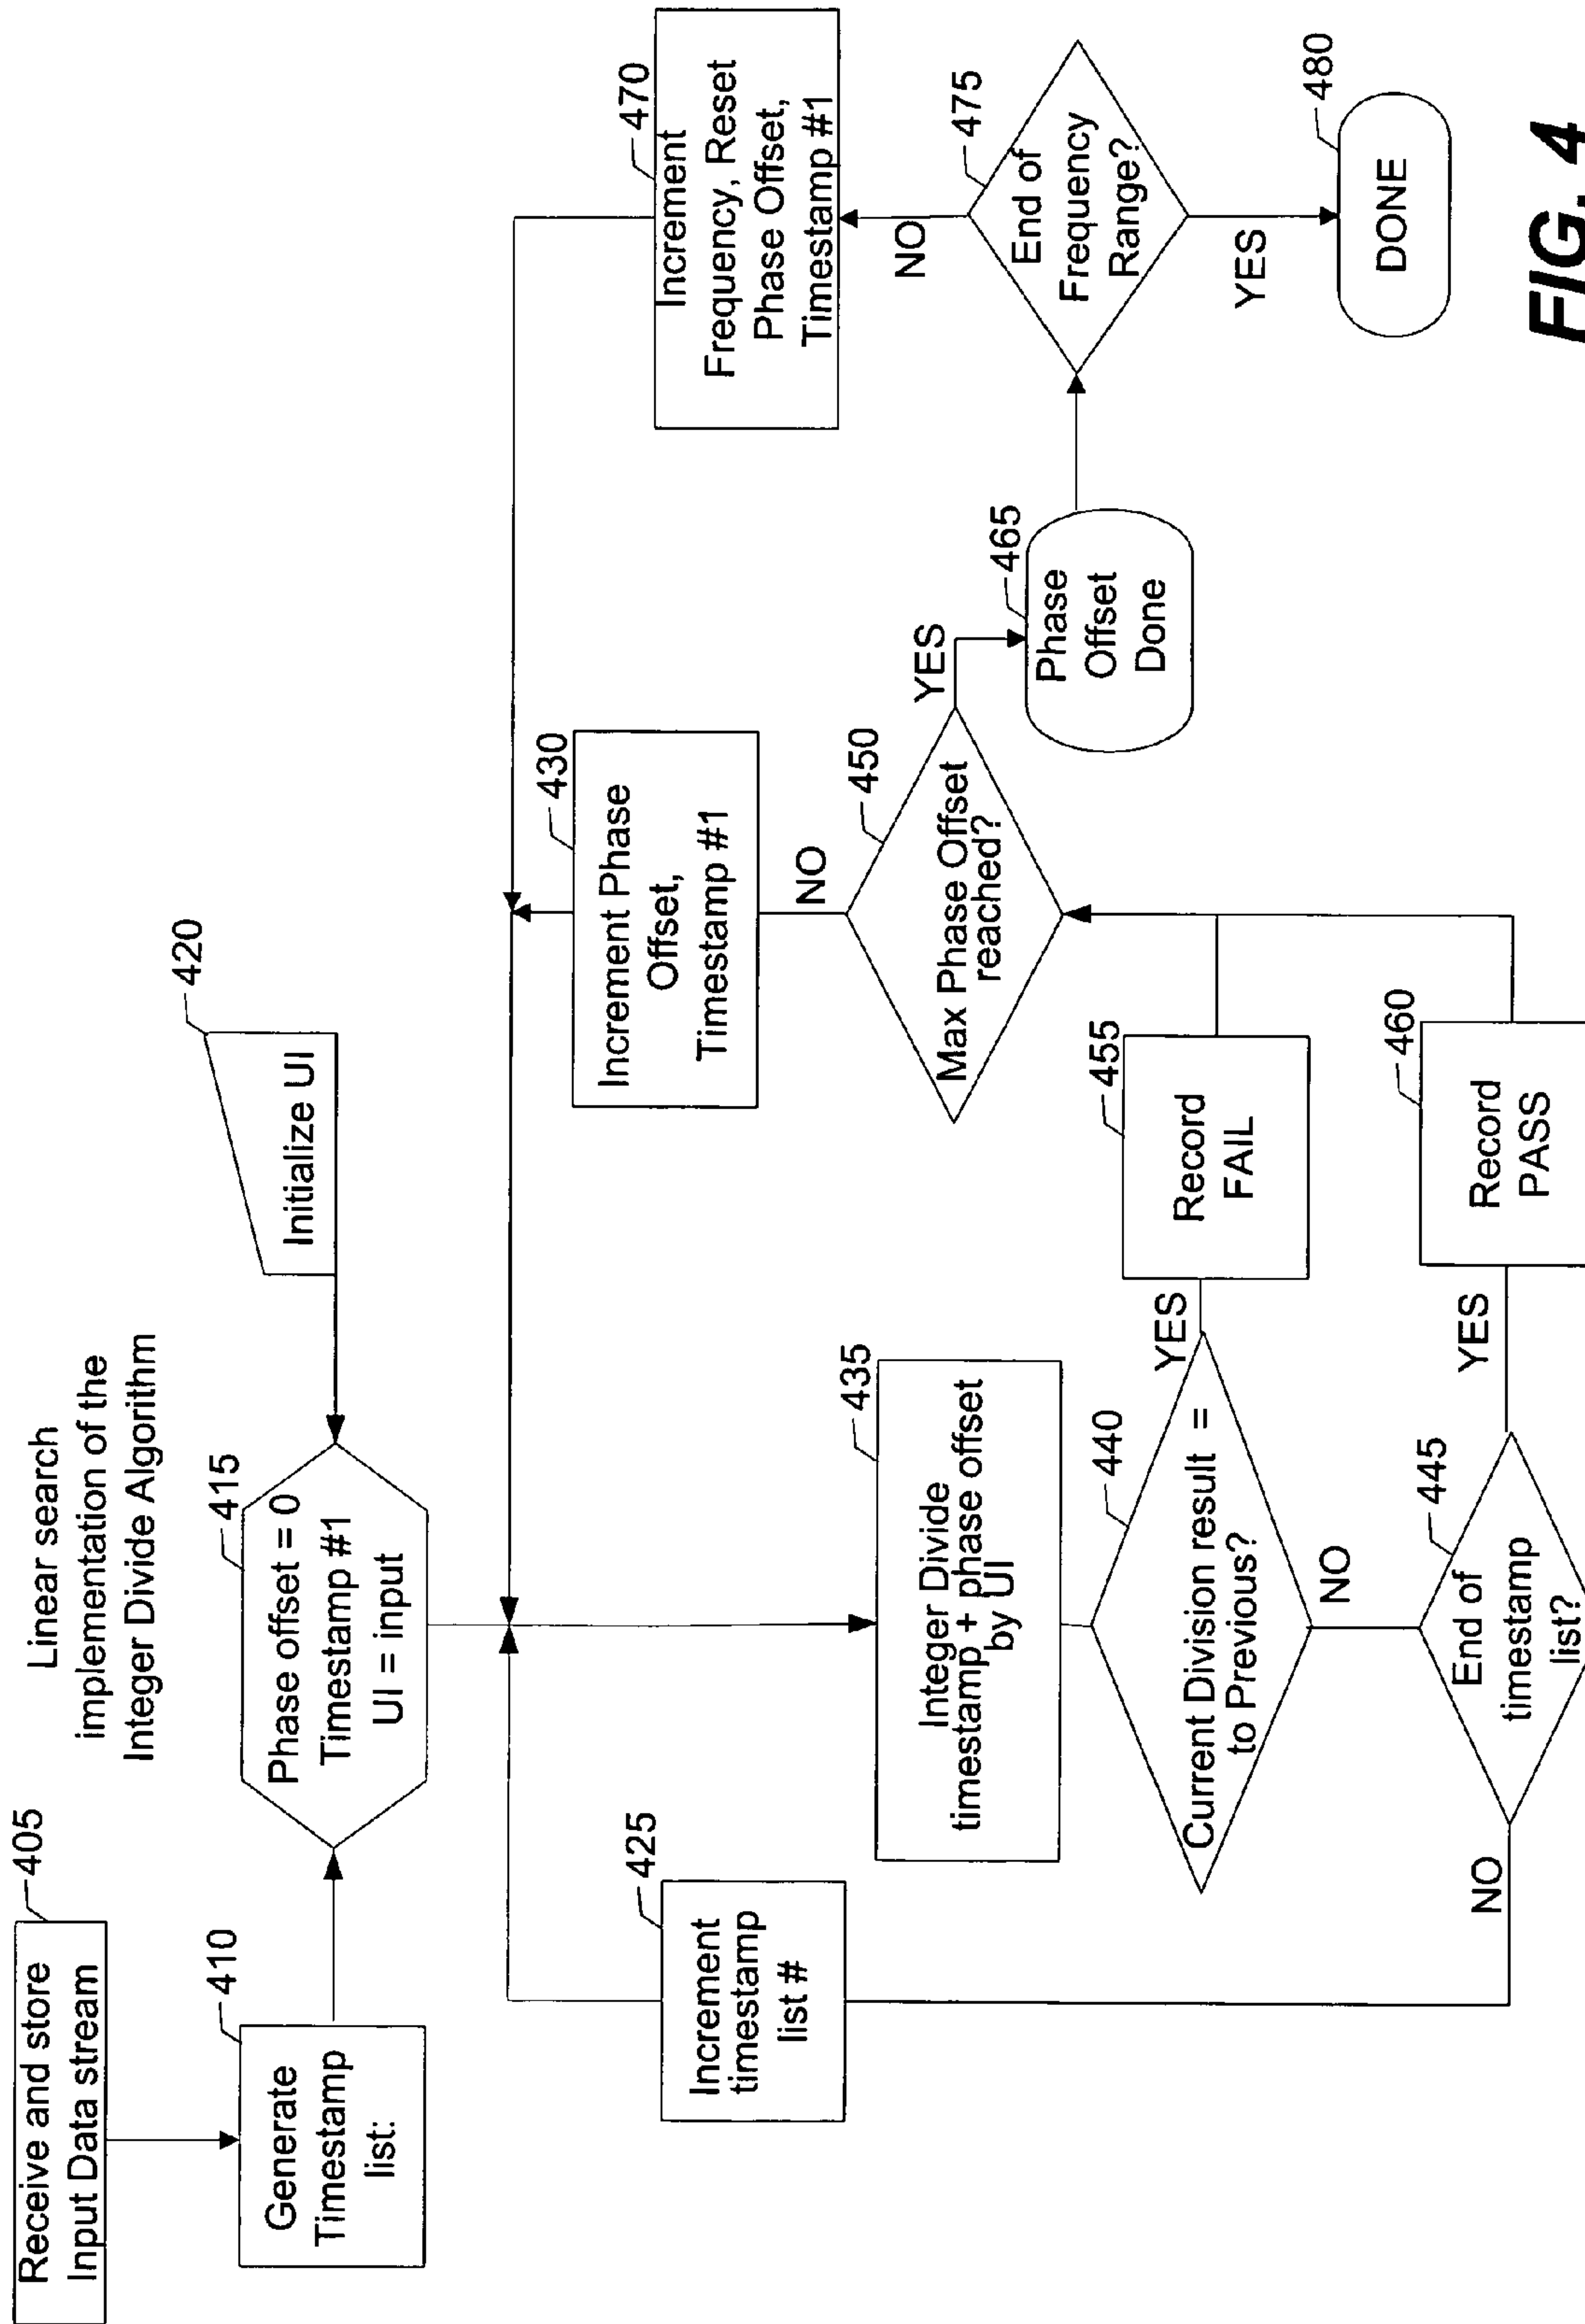 Linear search
implementation of the
Integer Divide Algorithm
Receive and store
Input Data stream
405
Generate
Timestamp
list:
410
Phase offset = 0
Timestamp #1
UI = input
415
Initialize UI
420
Increment
timestamp
list #
425
Increment Phase
Offset,
Timestamp #1
430
Integer Divide
timestamp + phase offset
by UI
435
Current Division result =
to Previous?
440
YES
NO
End of
timestamp
list?
445
YES
NO
Max Phase Offset
reached?
450
NO
YES
Record
FAIL
455
Record
PASS
460
Phase
Offset
Done
465
Increment
Frequency, Reset
Phase Offset,
Timestamp #1
470
End of
Frequency
Range?
475
NO
YES
DONE
480
FIG. 4